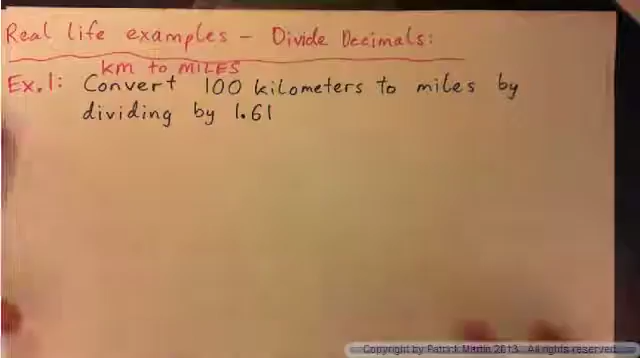 Real life examples - Divide Decimals:
km to MILES
Ex.1: Convert 100 kilometers to miles by
dividing by 1.61
Copyright by Patrick Martin 2013. All rights reserved.